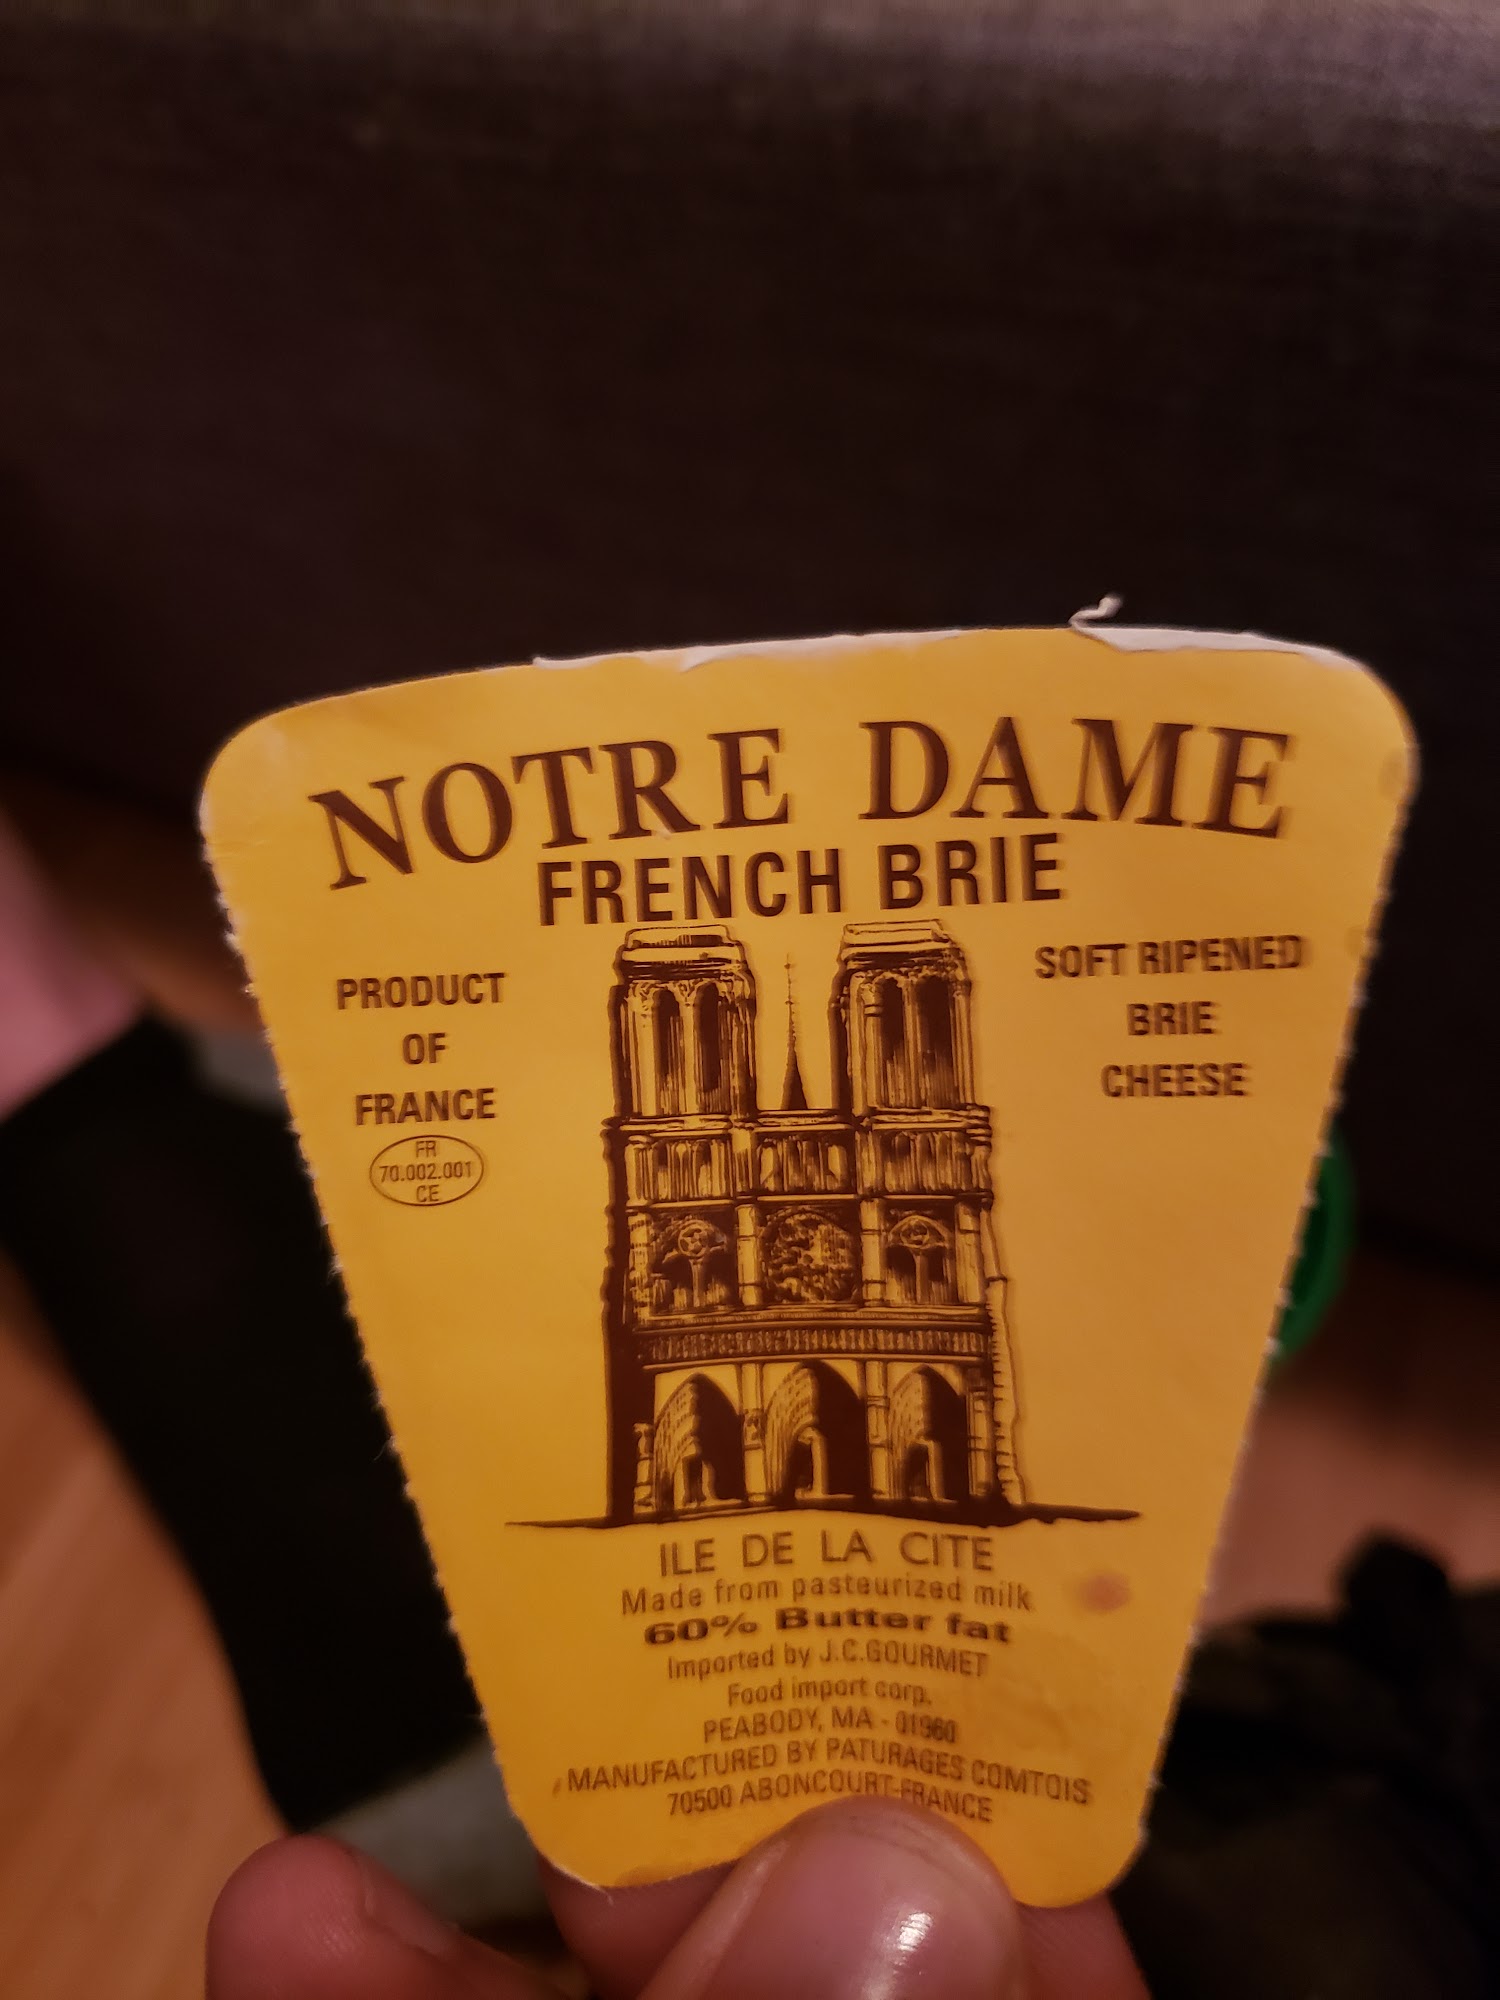 NOTRE DAME
FRENCH BRIE
PRODUCT
OF
FRANCE
FR
70.002.001
CE
SOFT RIPENED
BRIE
CHEESE
ILE DE LA CITE
Made from pasteurized milk
60% Butter fat
Imported by J.C.GOURMET
Food import corp.
PEABODY, MA - 01960
MANUFACTURED BY PATURAGES COMTOIS
70500 ABONCOURT-FRANCE